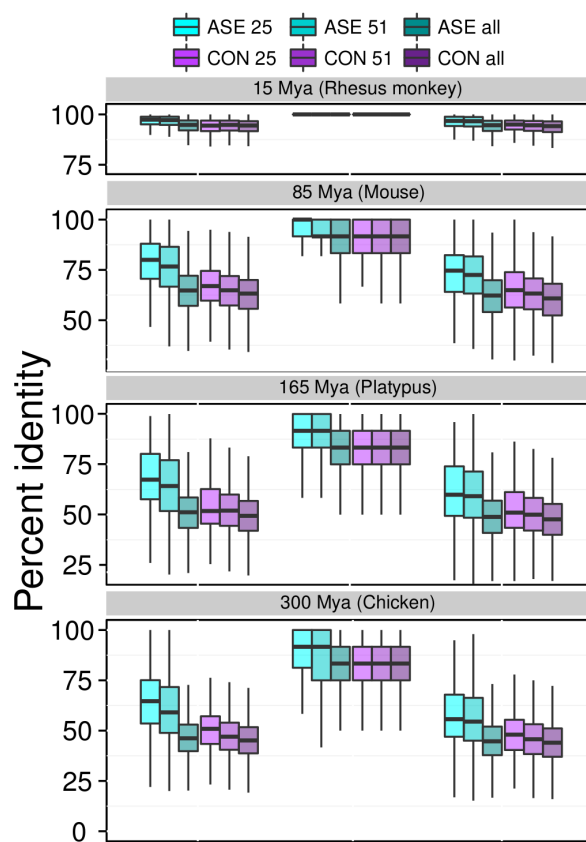 ASE 25 ASE 51 ASE all
CON 25 CON 51 CON all
15 Mya (Rhesus monkey)
100
75
85 Mya (Mouse)
100
75
50
165 Mya (Platypus)
100
75
50
25
300 Mya (Chicken)
100
75
50
25
0
Percent identity